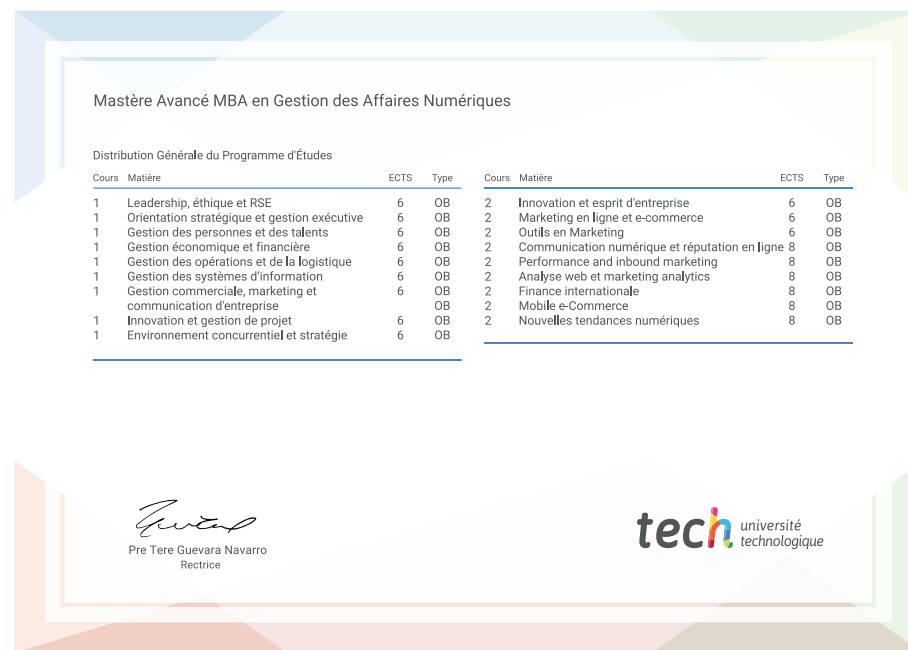 Mastère Avancé MBA en Gestion des Affaires Numériques
Distribution Générale du Programme d'Études
Cours Matière ECTS Type
1 Leadership, éthique et RSE 6 OB
1 Orientation stratégique et gestion exécutive 6 OB
1 Gestion des personnes et des talents 6 OB
1 Gestion économique et financière 6 OB
1 Gestion des opérations et de la logistique 6 OB
1 Gestion des systèmes d'information 6 OB
1 Gestion commerciale, marketing et 6 OB
communication d'entreprise OB
1 Innovation et gestion de projet 6 OB
1 Environnement concurrentiel et stratégie 6 OB
Cours Matière ECTS Type
2 Innovation et esprit d'entreprise 6 OB
2 Marketing en ligne et e-commerce 6 OB
2 Outils en Marketing 6 OB
2 Communication numérique et réputation en ligne 8 OB
2 Performance and inbound marketing 8 OB
2 Analyse web et marketing analytics 8 OB
2 Finance internationale 8 OB
2 Mobile e-Commerce 8 OB
2 Nouvelles tendances numériques 8 OB
Pre Tere Guevara Navarro
Rectrice
tech université
technologique